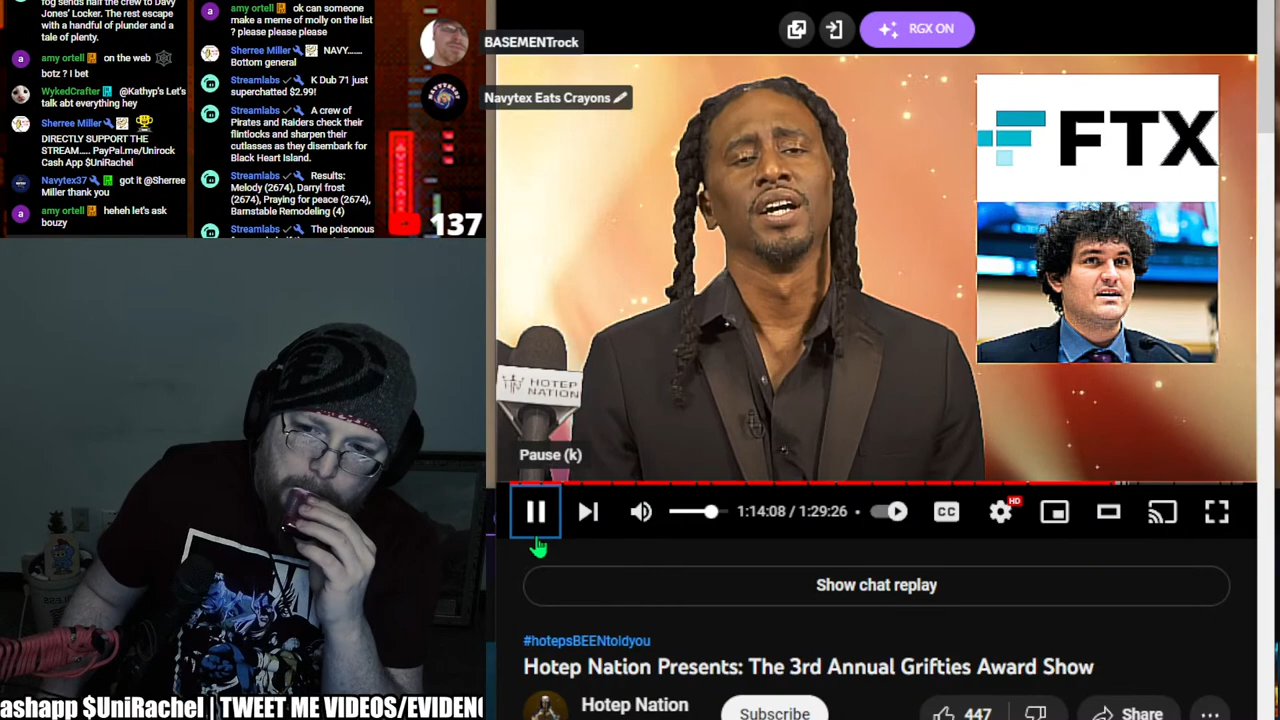 fog sends half the crew to Davy
Jones' Locker. The rest escape
with a handful of plunder and a
tale of plenty.
amy ortell on the web
botz ? I bet
WykedCrafter @Kathyp's Let's
talk abt everything hey
Sherree Miller
DIRECTLY SUPPORT THE
STREAM..... PayPal.me/Unirock
Cash App $UniRachel
Navytex37 got it @Sherree
Miller thank you
amy ortell heheh let's ask
bouzy
amy ortell ok can someone
make a meme of molly on the list
? please please please
Sherree Miller NAVY.......
Bottom general
Streamlabs K Dub 71 just
superchatted $2.99!
Streamlabs A crew of
Pirates and Raiders check their
flintlocks and sharpen their
cutlasses as they disembark for
Black Heart Island.
Streamlabs Results:
Melody (2674), Darryl frost
(2674), Praying for peace (2674),
Barnstable Remodeling (4)
Streamlabs The poisonous
137
BASEMENTrock
Navytex Eats Crayons
RGX ON
FTX
HOTEP
NATION
Pause (k)
1:14:08 / 1:29:26
CC
HD
Show chat replay
#hotepsBEENtoldyou
Hotep Nation Presents: The 3rd Annual Grifties Award Show
Hotep Nation
Subscribe
447
Share
ashapp $UniRachel | TWEET ME VIDEOS/EVIDENC